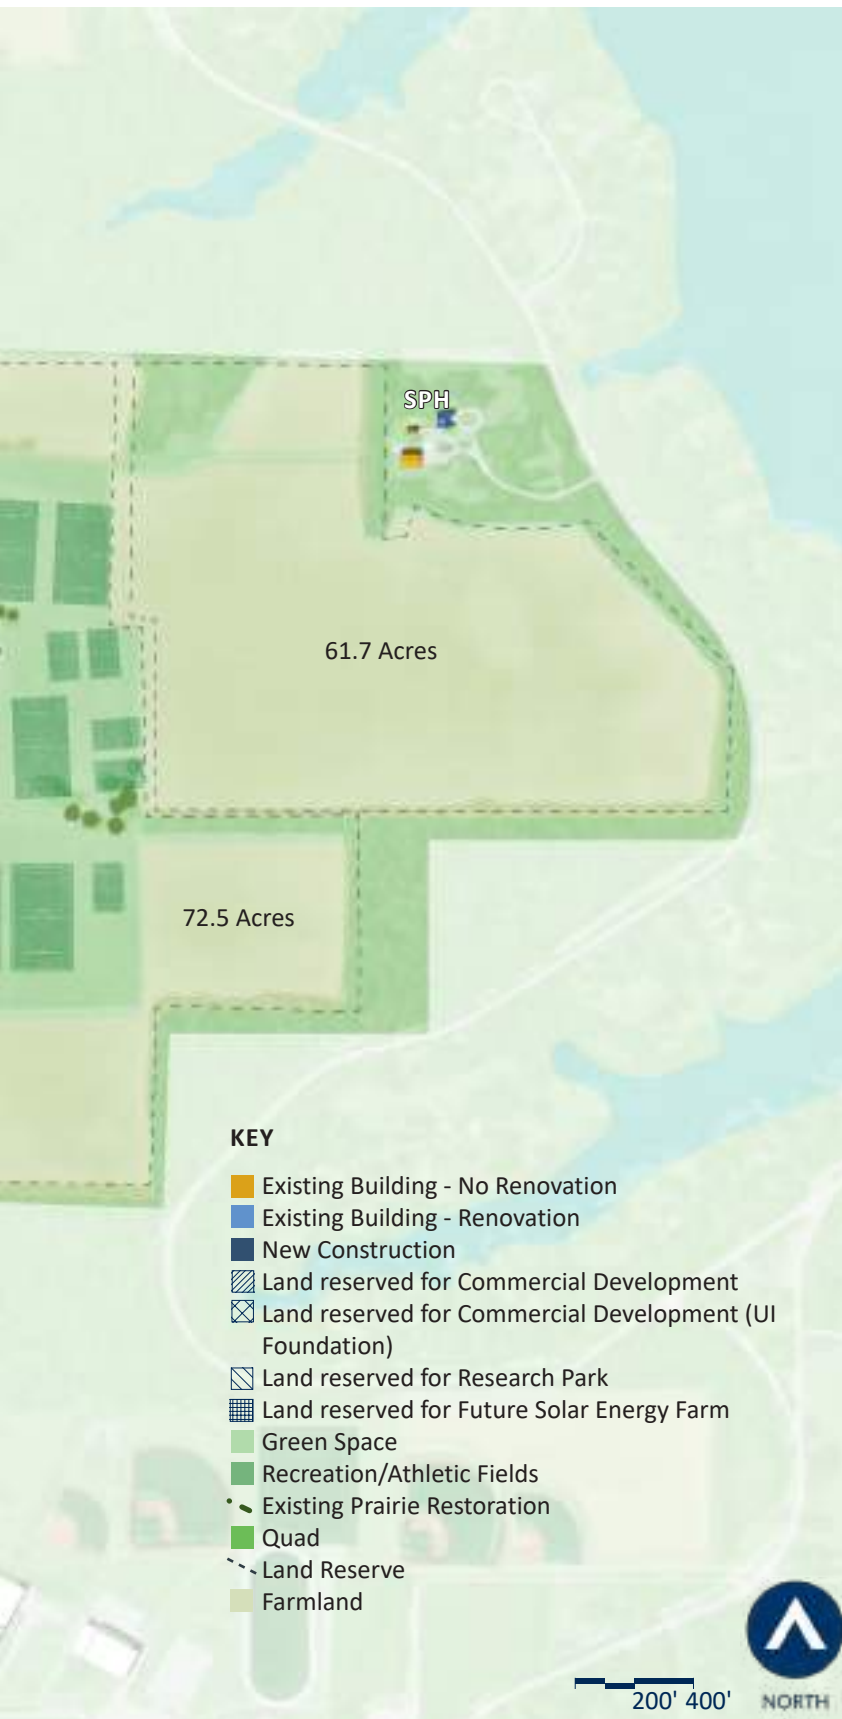 SPH
61.7 Acres
72.5 Acres
KEY
Existing Building - No Renovation
Existing Building - Renovation
New Construction
Land reserved for Commercial Development
Land reserved for Commercial Development (UI
Foundation)
Land reserved for Research Park
Land reserved for Future Solar Energy Farm
Green Space
Recreation/Athletic Fields
Existing Prairie Restoration
Quad
Land Reserve
Farmland
200' 400'
NORTH